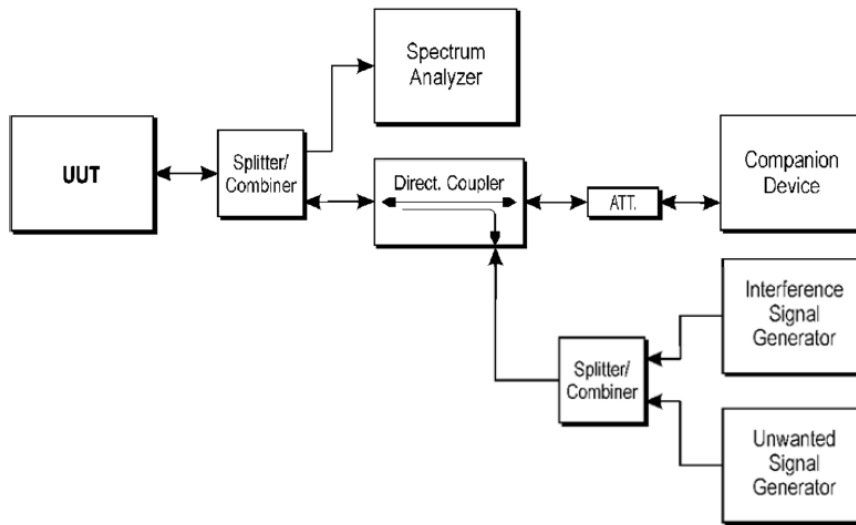 Spectrum
Analyzer
UUT
Splitter/
Combiner
Direct. Coupler
ATT.
Companion
Device
Interference
Signal
Generator
Splitter/
Combiner
Unwanted
Signal
Generator